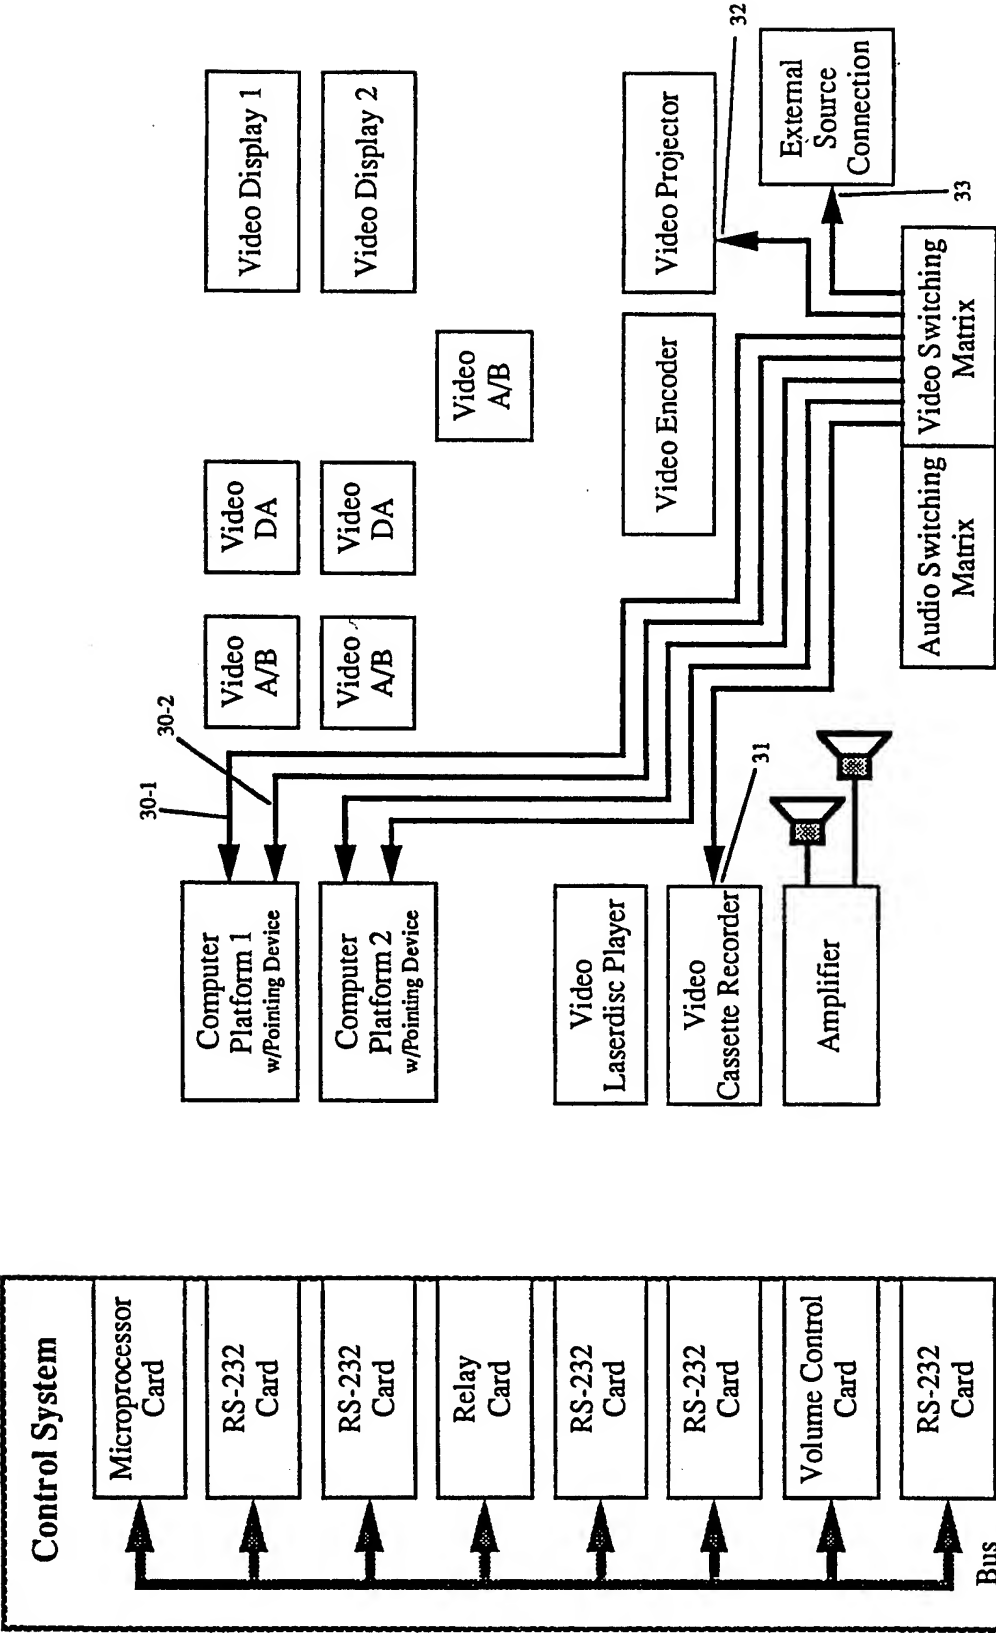 Control System
Microprocessor
Card
RS-232
Card
RS-232
Card
Relay
Card
RS-232
Card
RS-232
Card
Volume Control
Card
RS-232
Card
Bus
Computer
Platform 1
w/Pointing Device
Computer
Platform 2
w/Pointing Device
Video
Laserdisc Player
Video
Cassette Recorder
Amplifier
30-1
30-2
31
Video
A/B
Video
A/B
Video
DA
Video
DA
Video
A/B
Video Display 1
Video Display 2
Video Encoder
Video Projector
32
External
Source
Connection
33
Audio Switching
Matrix
Video Switching
Matrix